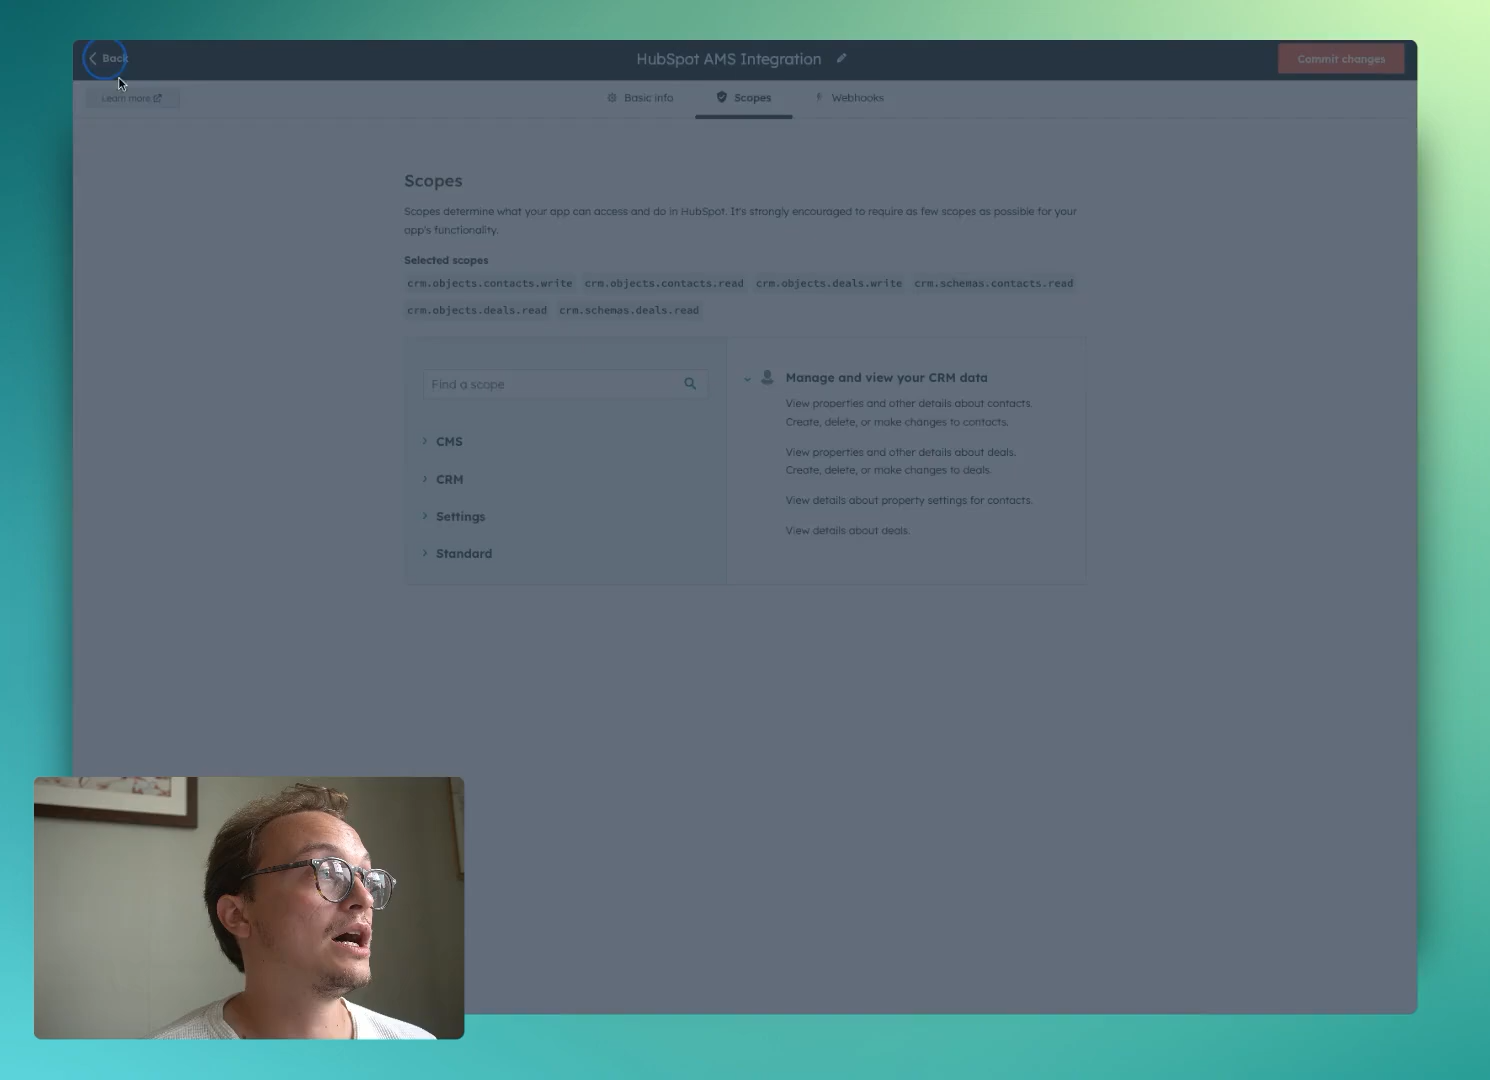 Back
HubSpot AMS Integration
Commit changes
Learn more
Basic info
Scopes
Webhooks
Scopes
Scopes determine what your app can access and do in HubSpot. It's strongly encouraged to require as few scopes as possible for your
app's functionality.
Selected scopes
crm.objects.contacts.write crm.objects.contacts.read crm.objects.deals.write crm.schemas.contacts.read
crm.objects.deals.read crm.schemas.deals.read
Find a scope
CMS
CRM
Settings
Standard
Manage and view your CRM data
View properties and other details about contacts.
Create, delete, or make changes to contacts.
View properties and other details about deals.
Create, delete, or make changes to deals.
View details about property settings for contacts.
View details about deals.